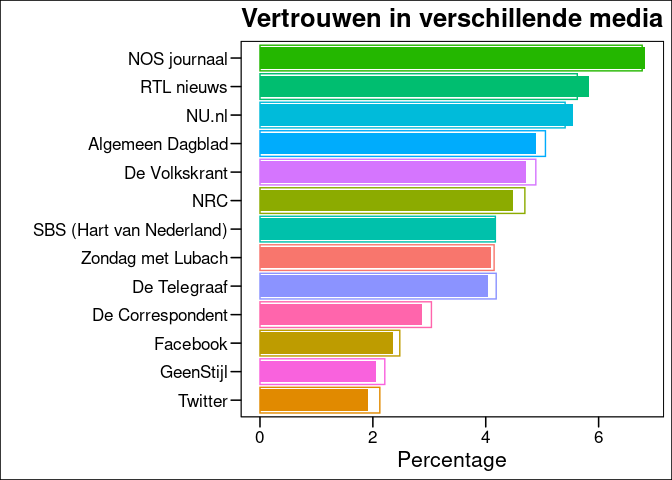 Vertrouwen in verschillende media
NOS journaal
RTL nieuws
NU.nl
Algemeen Dagblad
De Volkskrant
NRC
SBS (Hart van Nederland)
Zondag met Lubach
De Telegraaf
De Correspondent
Facebook
GeenStijl
Twitter
0 2 4 6
Percentage